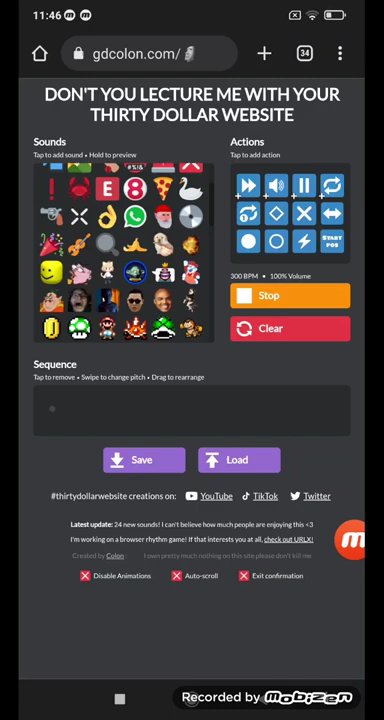 11:46
gdcolon.com/🗿
34
DON'T YOU LECTURE ME WITH YOUR
THIRTY DOLLAR WEBSITE
Sounds
Tap to add sound • Hold to preview
Actions
Tap to add action
START
POS
300 BPM • 100% Volume
Stop
Clear
Sequence
Tap to remove • Swipe to change pitch • Drag to rearrange
Save
Load
#thirtydollarwebsite creations on: YouTube TikTok Twitter
Latest update: 24 new sounds! I can't believe how much people are enjoying this <3
I'm working on a browser rhythm game! If that interests you at all, check out URLX!
Created by Colon · I own pretty much nothing on this site please don't kill me
Disable Animations
Auto-scroll
Exit confirmation
Recorded by mobizen